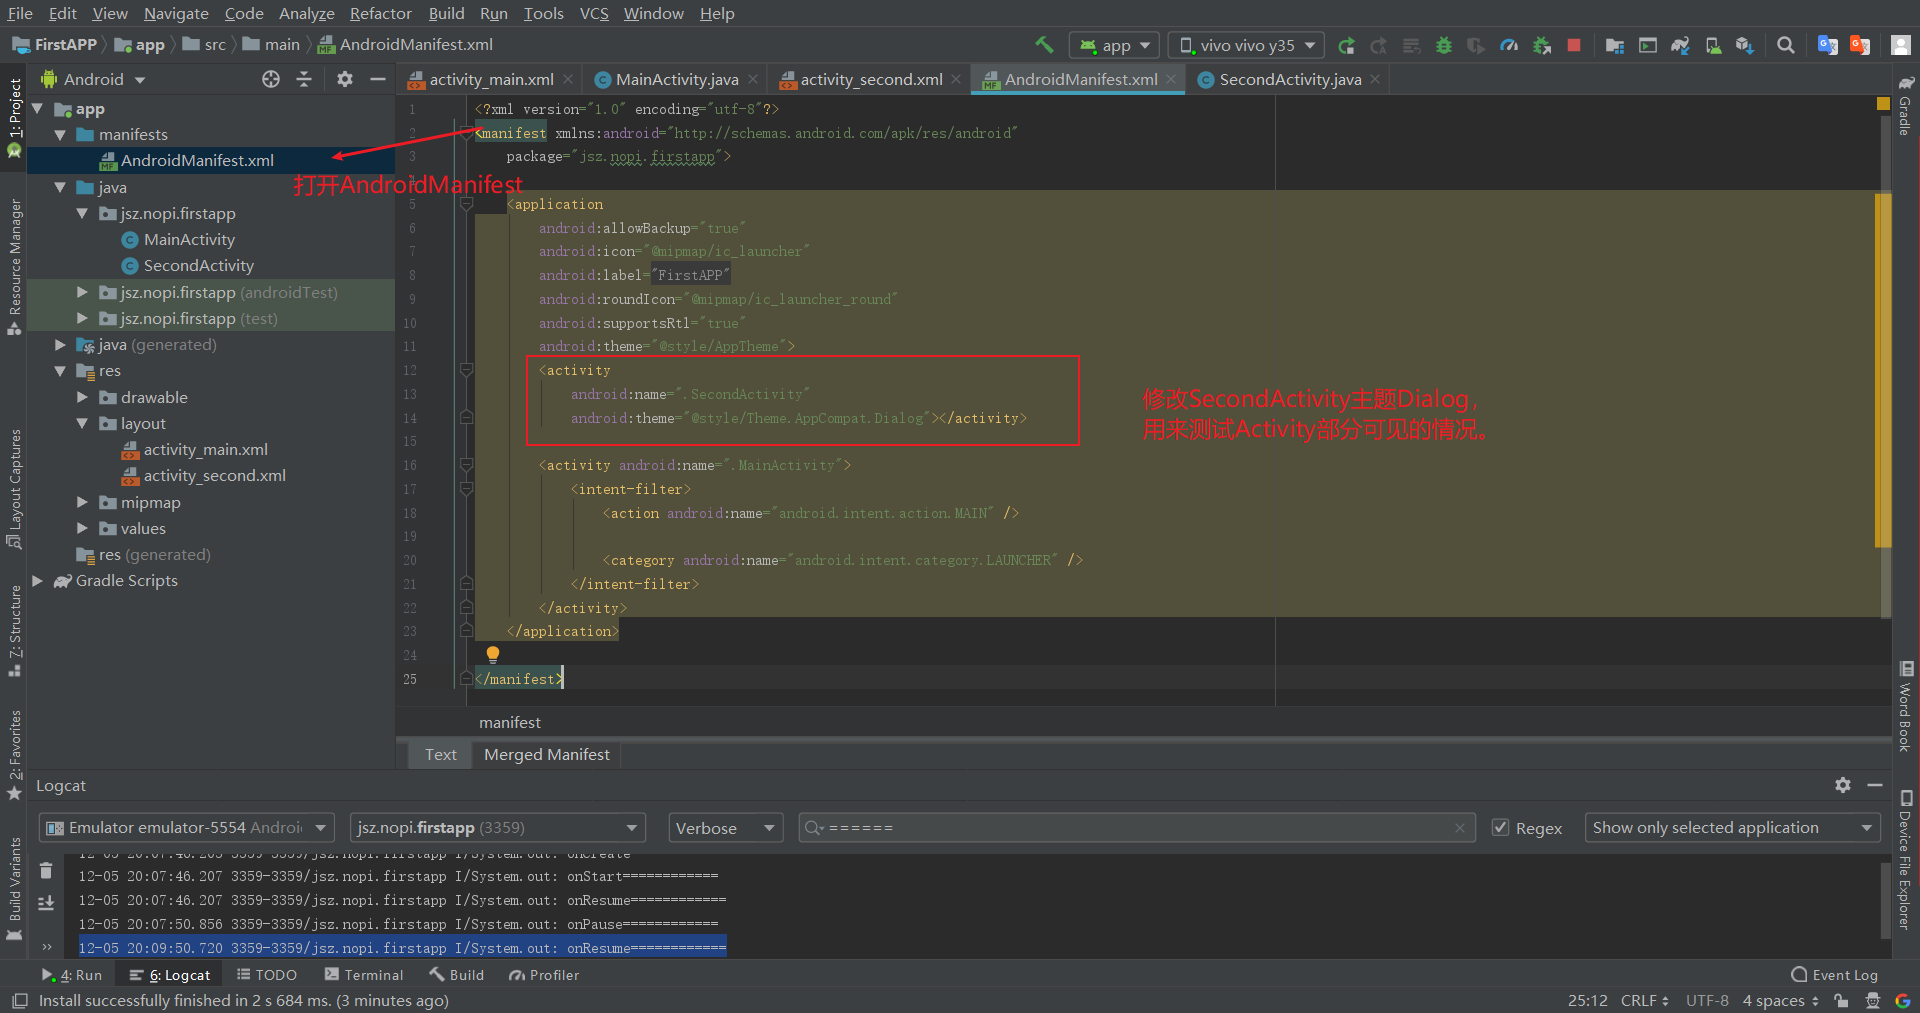 File Edit View Navigate Code Analyze Refactor Build Run Tools VCS Window Help
FirstAPP app src main AndroidManifest.xml app vivo vivo y35
Android
activity_main.xml MainActivity.java activity_second.xml AndroidManifest.xml SecondActivity.java
1: Project
Resource Manager
Layout Captures
7: Structure
2: Favorites
Build Variants
app
manifests
AndroidManifest.xml
java
jsz.nopi.firstapp
MainActivity
SecondActivity
jsz.nopi.firstapp (androidTest)
jsz.nopi.firstapp (test)
java (generated)
res
drawable
layout
activity_main.xml
activity_second.xml
mipmap
values
res (generated)
Gradle Scripts
打开AndroidManifest
1 <?xml version="1.0" encoding="utf-8"?>
2 <manifest xmlns:android="http://schemas.android.com/apk/res/android"
3 package="jsz.nopi.firstapp">
5 <application
6 android:allowBackup="true"
7 android:icon="@mipmap/ic_launcher"
8 android:label="FirstAPP"
9 android:roundIcon="@mipmap/ic_launcher_round"
10 android:supportsRtl="true"
11 android:theme="@style/AppTheme">
12 <activity
13 android:name=".SecondActivity"
14 android:theme="@style/Theme.AppCompat.Dialog"></activity>
15
16 <activity android:name=".MainActivity">
17 <intent-filter>
18 <action android:name="android.intent.action.MAIN" />
19
20 <category android:name="android.intent.category.LAUNCHER" />
21 </intent-filter>
22 </activity>
23 </application>
24
25 </manifest>
修改SecondActivity主题Dialog,
用来测试Activity部分可见的情况。
manifest
Text Merged Manifest
Gradle
Word Book
Device File Explorer
Logcat
Emulator emulator-5554 Androi jsz.nopi.firstapp (3359) Verbose ====== Regex Show only selected application
12-05 20:07:46.203 3359-3359/jsz.nopi.firstapp I/System.out: onCreate
12-05 20:07:46.207 3359-3359/jsz.nopi.firstapp I/System.out: onStart============
12-05 20:07:46.207 3359-3359/jsz.nopi.firstapp I/System.out: onResume============
12-05 20:07:50.856 3359-3359/jsz.nopi.firstapp I/System.out: onPause============
12-05 20:09:50.720 3359-3359/jsz.nopi.firstapp I/System.out: onResume============
4: Run 6: Logcat TODO Terminal Build Profiler Event Log
Install successfully finished in 2 s 684 ms. (3 minutes ago) 25:12 CRLF UTF-8 4 spaces